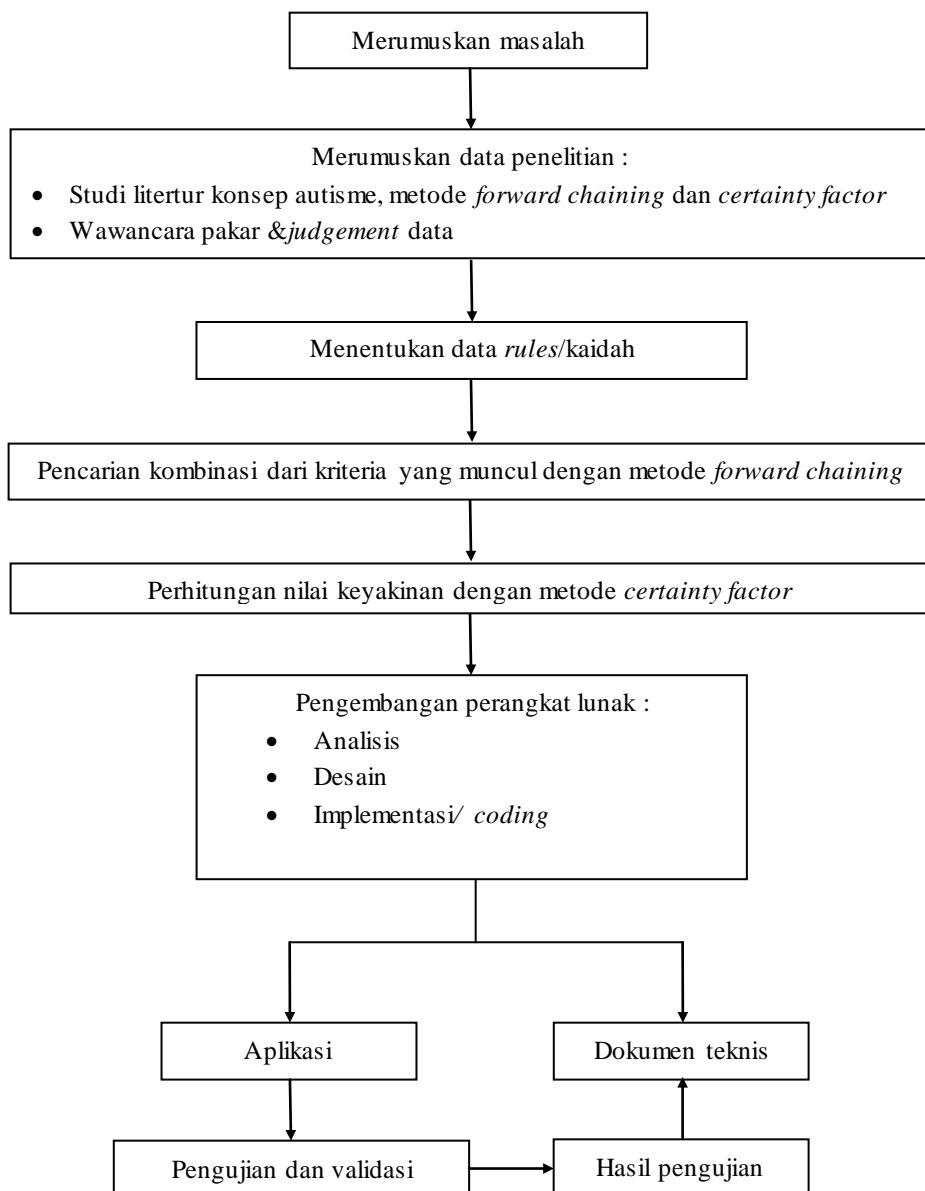 Merumuskan masalah
Merumuskan data penelitian :
• Studi litertur konsep autisme, metode forward chaining dan certainty factor
• Wawancara pakar &judgement data
Menentukan data rules/kaidah
Pencarian kombinasi dari kriteria yang muncul dengan metode forward chaining
Perhitungan nilai keyakinan dengan metode certainty factor
Pengembangan perangkat lunak :
• Analisis
• Desain
• Implementasi/ coding
Aplikasi
Dokumen teknis
Pengujian dan validasi
Hasil pengujian